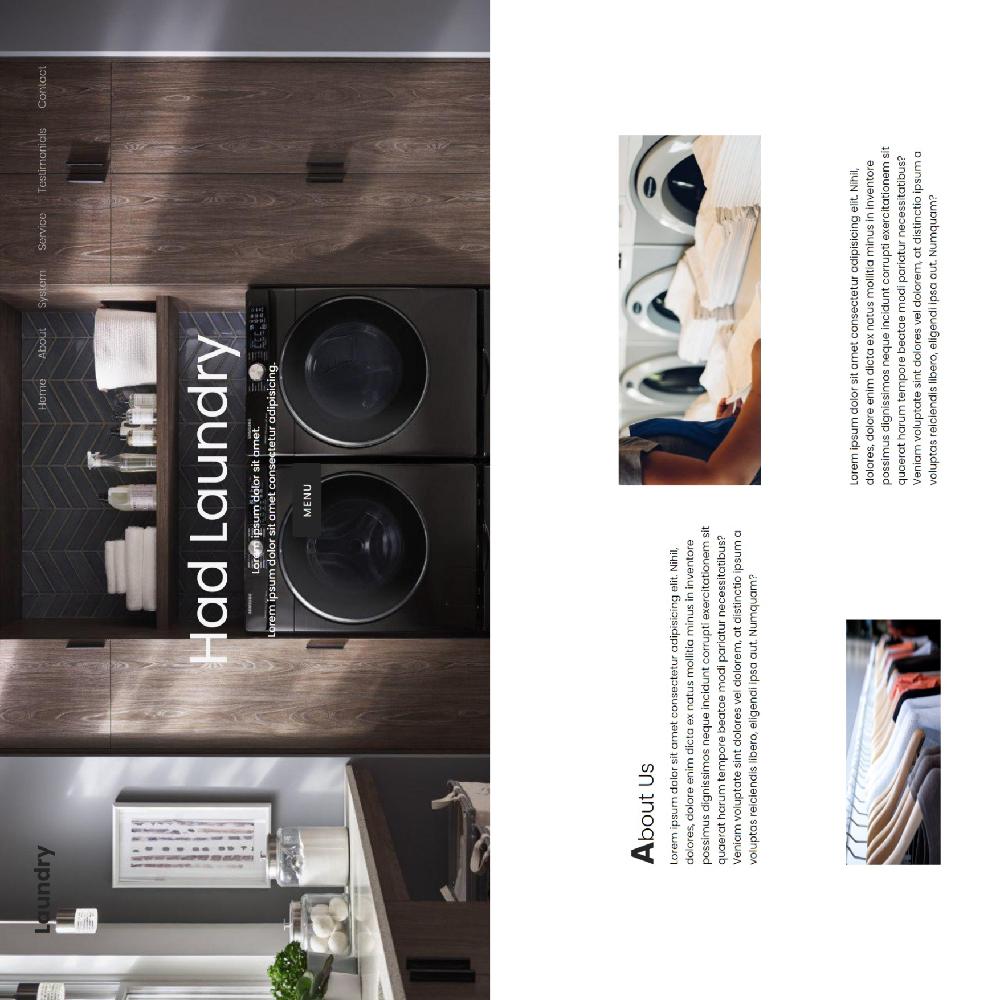 Laundry
Home
About
System
Service
Testimonials
Contact
Had Laundry
Lorem ipsum dolor sit amet.
Lorem ipsum dolor sit amet consectetur adipisicing.
MENU
About Us
Lorem ipsum dolor sit amet consectetur adipisicing elit. Nihil,
dolores, dolore enim dicta ex natus mollitia minus in inventore
possimus dignissimos neque incidunt corrupti exercitationem sit
quaerat harum tempore beatae modi pariatur necessitatibus?
Veniam voluptate sint dolores vel dolorem, at distinctio ipsum a
voluptas reiciendis libero, eligendi ipsa aut. Numquam?
Lorem ipsum dolor sit amet consectetur adipisicing elit. Nihil,
dolores, dolore enim dicta ex natus mollitia minus in inventore
possimus dignissimos neque incidunt corrupti exercitationem sit
quaerat harum tempore beatae modi pariatur necessitatibus?
Veniam voluptate sint dolores vel dolorem, at distinctio ipsum a
voluptas reiciendis libero, eligendi ipsa aut. Numquam?